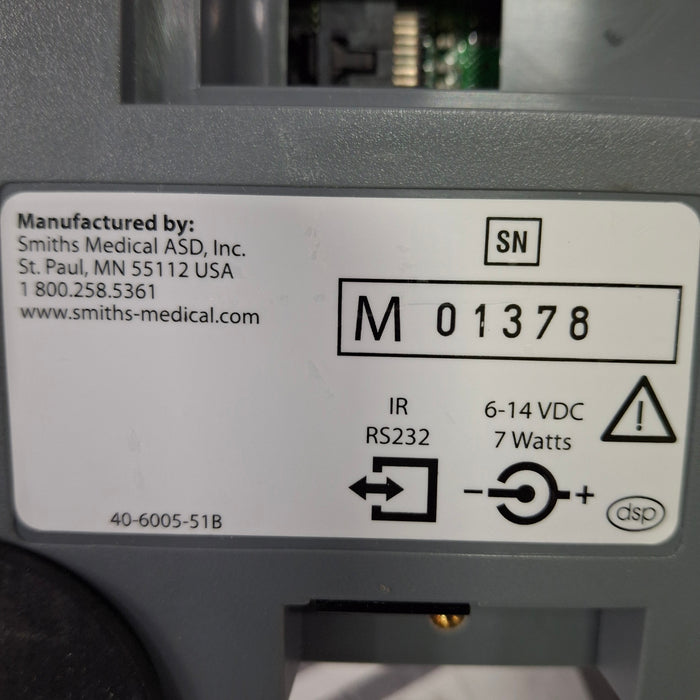 Manufactured by:
Smiths Medical ASD, Inc.
St. Paul, MN 55112 USA
1 800.258.5361
www.smiths-medical.com
SN
M 01378
IR
RS232
6-14 VDC
7 Watts
40-6005-51B
dsp